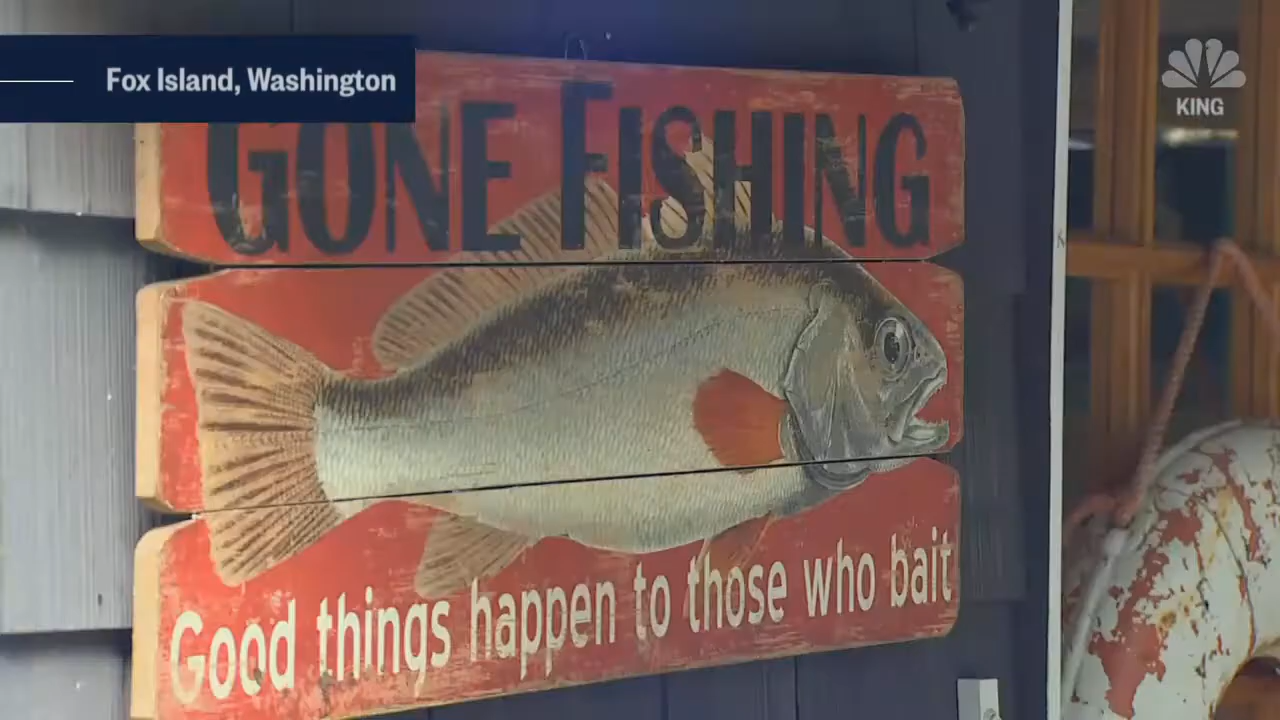 Fox Island, Washington
KING
GONE FISHING
Good things happen to those who bait